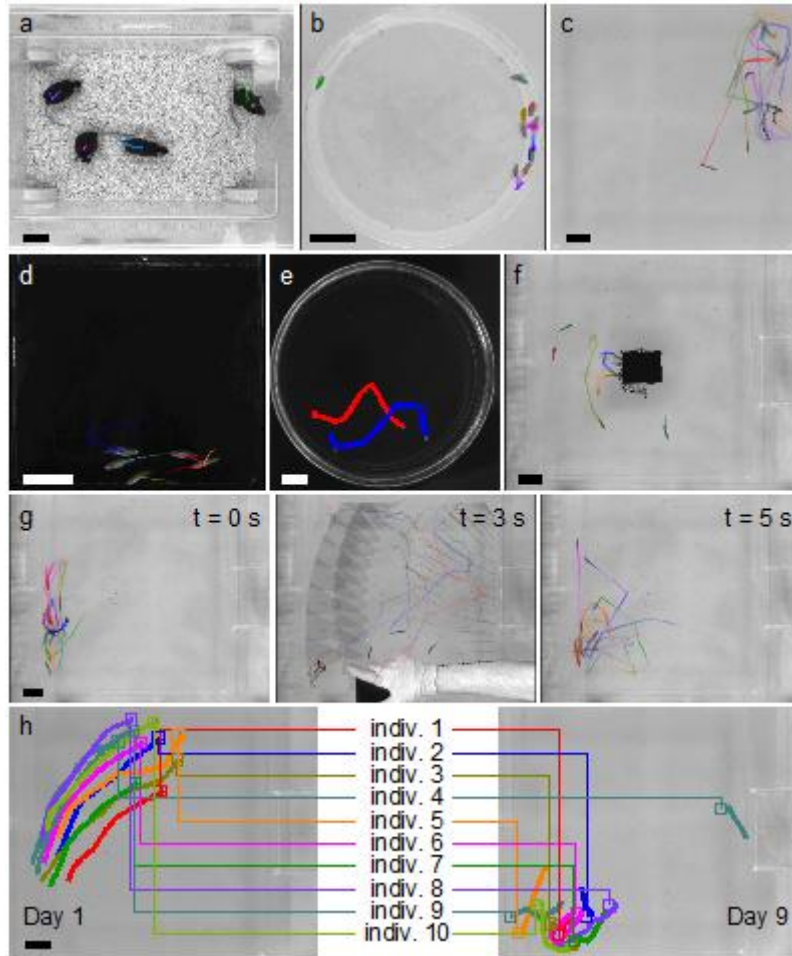 a
b
c
d
e
f
g
t = 0 s
t = 3 s
t = 5 s
h
indiv. 1
indiv. 2
indiv. 3
indiv. 4
indiv. 5
indiv. 6
indiv. 7
indiv. 8
indiv. 9
indiv. 10
Day 1
Day 9